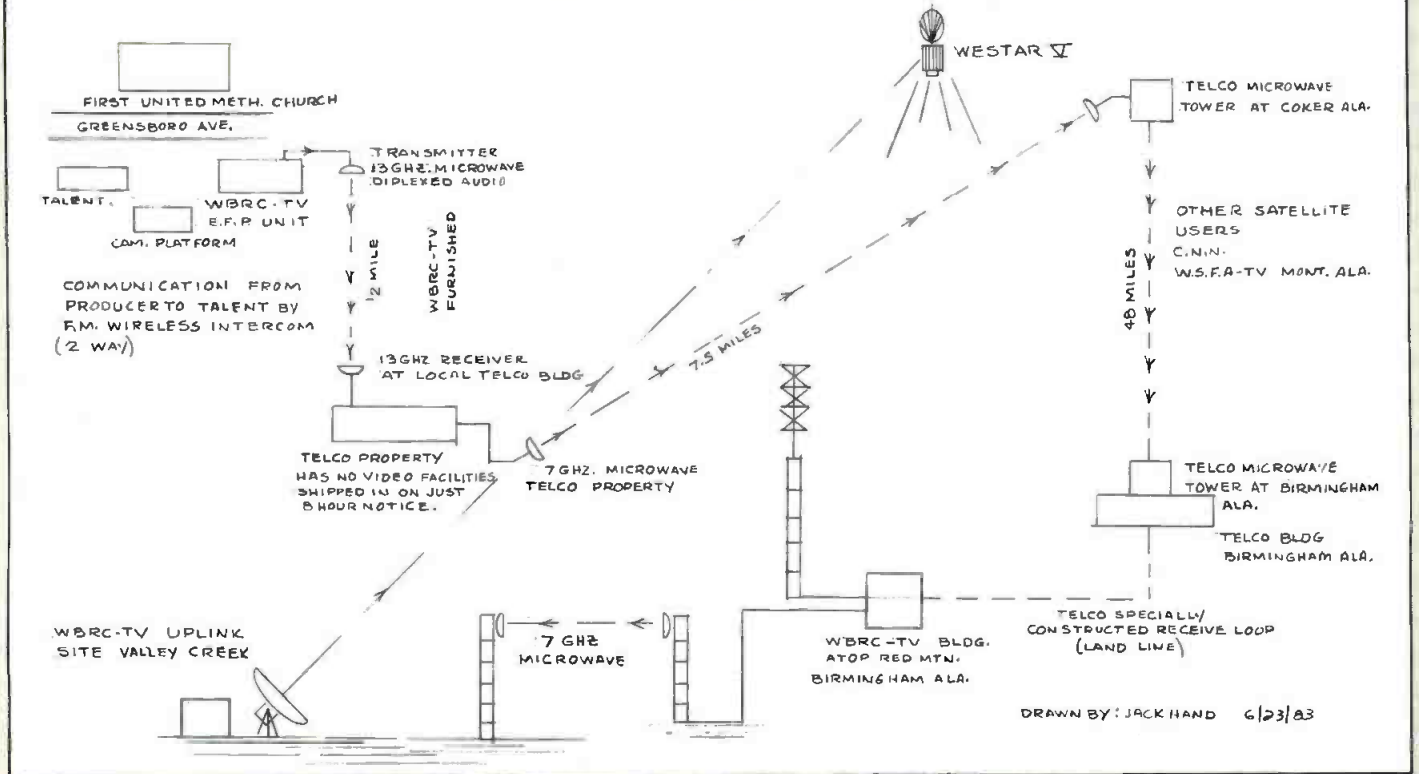 WESTAR V
FIRST UNITED METH. CHURCH
GREENSBORO AVE.
TALENT.
WBRC-TV
E.F.P. UNIT
CAM. PLATFORM
TRANSMITTER
13GHZ. MICROWAVE
DIPLEXED AUDIO
1/2 MILE
WBRC-TV
FURNISHED
COMMUNICATION FROM
PRODUCER TO TALENT BY
F.M. WIRELESS INTERCOM
(2 WAY)
13GHZ RECEIVER
AT LOCAL TELCO BLDG
TELCO PROPERTY
HAS NO VIDEO FACILITIES
SHIPPED IN ON JUST
8 HOUR NOTICE.
7 GHZ. MICROWAVE
TELCO PROPERTY
7.5 MILES
TELCO MICROWAVE
TOWER AT COKER ALA.
OTHER SATELLITE
USERS
C.N.N.
W.S.F.A-TV MONT. ALA.
48 MILES
TELCO MICROWAVE
TOWER AT BIRMINGHAM
ALA.
TELCO BLDG
BIRMINGHAM ALA.
TELCO SPECIALLY
CONSTRUCTED RECEIVE LOOP
(LAND LINE)
WBRC-TV BLDG.
ATOP RED MTN.
BIRMINGHAM ALA.
7 GHZ
MICROWAVE
WBRC-TV UPLINK
SITE VALLEY CREEK
DRAWN BY: JACK HAND 6/23/83